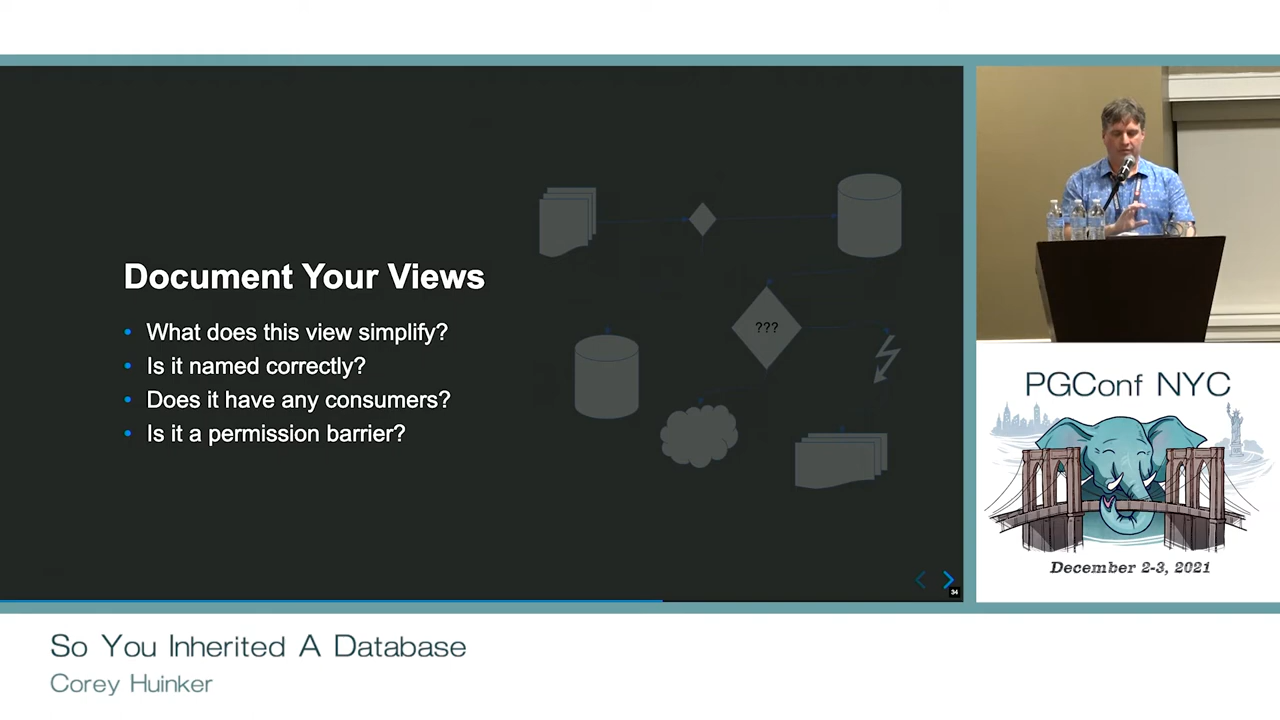 Document Your Views
• What does this view simplify?
• Is it named correctly?
• Does it have any consumers?
• Is it a permission barrier?
???
34
PGConf NYC
December 2-3, 2021
So You Inherited A Database
Corey Huinker